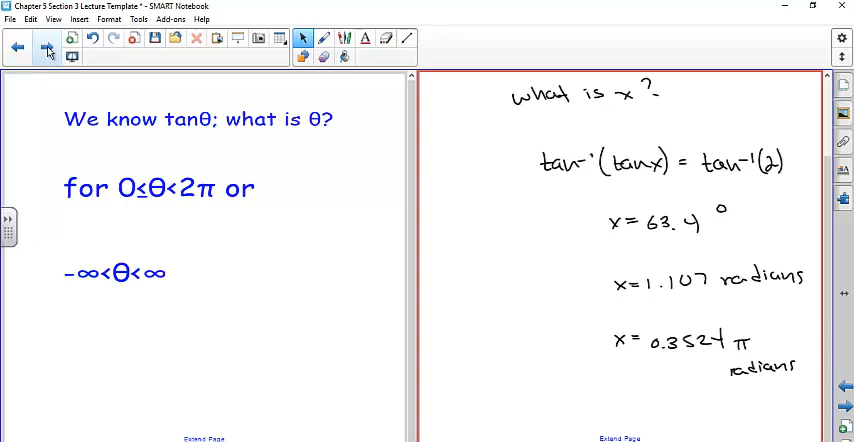 Chapter 5 Section 3 Lecture Template * - SMART Notebook
File Edit View Insert Format Tools Add-ons Help
We know tanθ; what is θ?
for 0≤θ<2π or
-∞<θ<∞
Extend Page
what is x?
tan⁻¹(tanx) = tan⁻¹(2)
x = 63.4°
x=1.107 radians
x= 0.3524 π
radians
Extend Page